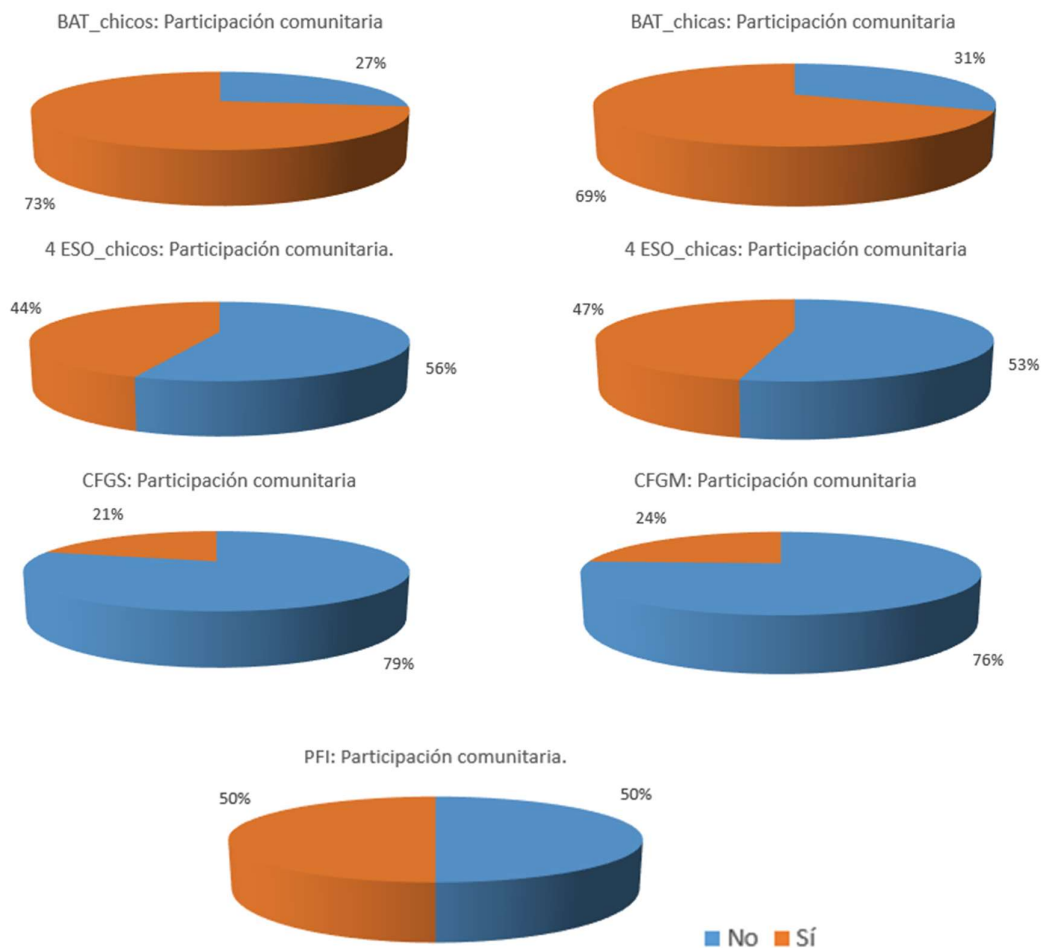 BAT_chicos: Participación comunitaria
BAT_chicas: Participación comunitaria
27%
31%
73%
69%
4 ESO_chicos: Participación comunitaria.
4 ESO_chicas: Participación comunitaria
44%
47%
56%
53%
CFGS: Participación comunitaria
CFGM: Participación comunitaria
21%
24%
79%
76%
PFI: Participación comunitaria.
50%
50%
No Sí